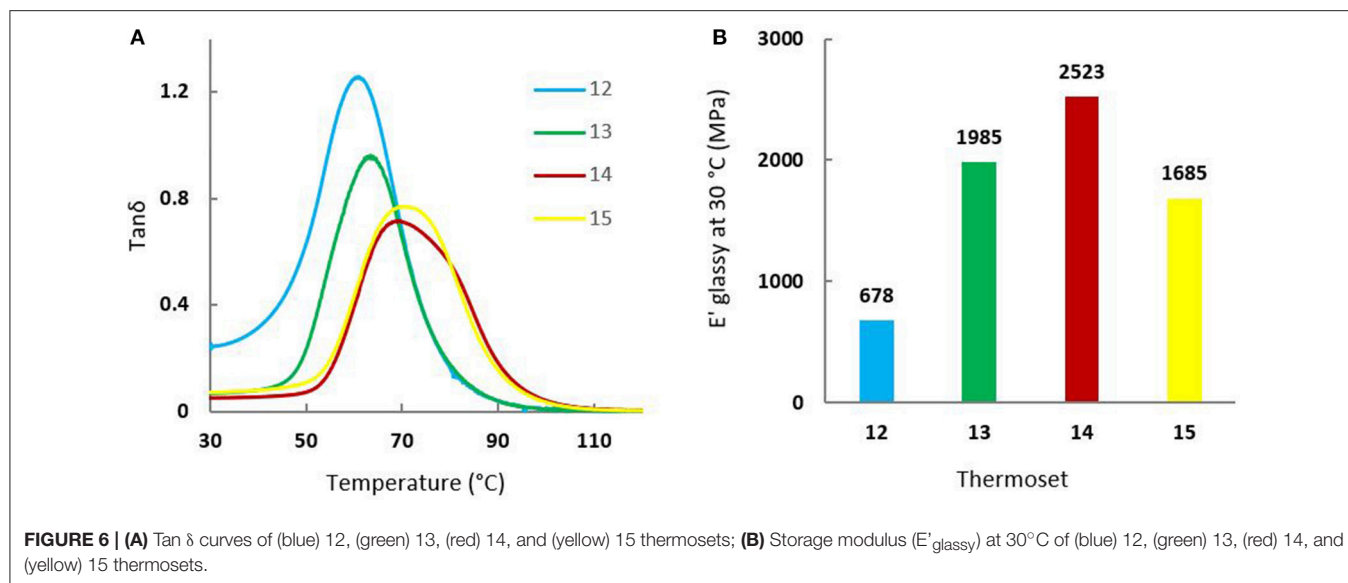 A
Tanδ
1.2
0.8
0.4
0
30 50 70 90 110
Temperature (°C)
12
13
14
15
B
E' glassy at 30 °C (MPa)
3000
2000
1000
0
678
1985
2523
1685
12 13 14 15
Thermoset
FIGURE 6 | (A) Tan δ curves of (blue) 12, (green) 13, (red) 14, and (yellow) 15 thermosets; (B) Storage modulus (E'glassy) at 30°C of (blue) 12, (green) 13, (red) 14, and
(yellow) 15 thermosets.